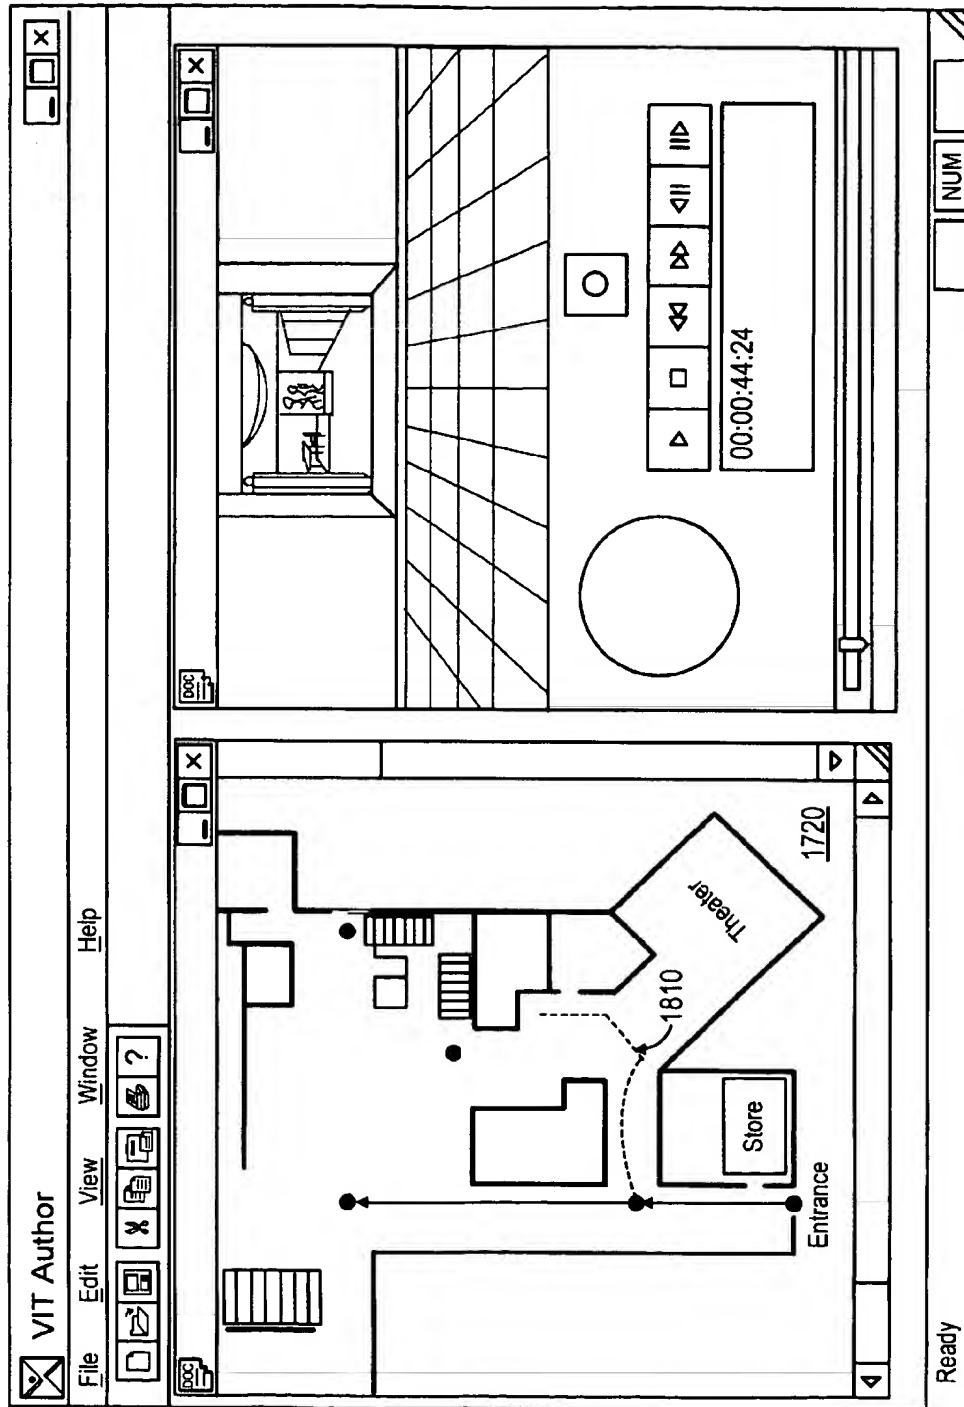 VIT Author
File Edit View Window Help
?
DOC
DOC
Theater
1720
1810
Store
Entrance
00:00:44:24
Ready
NUM